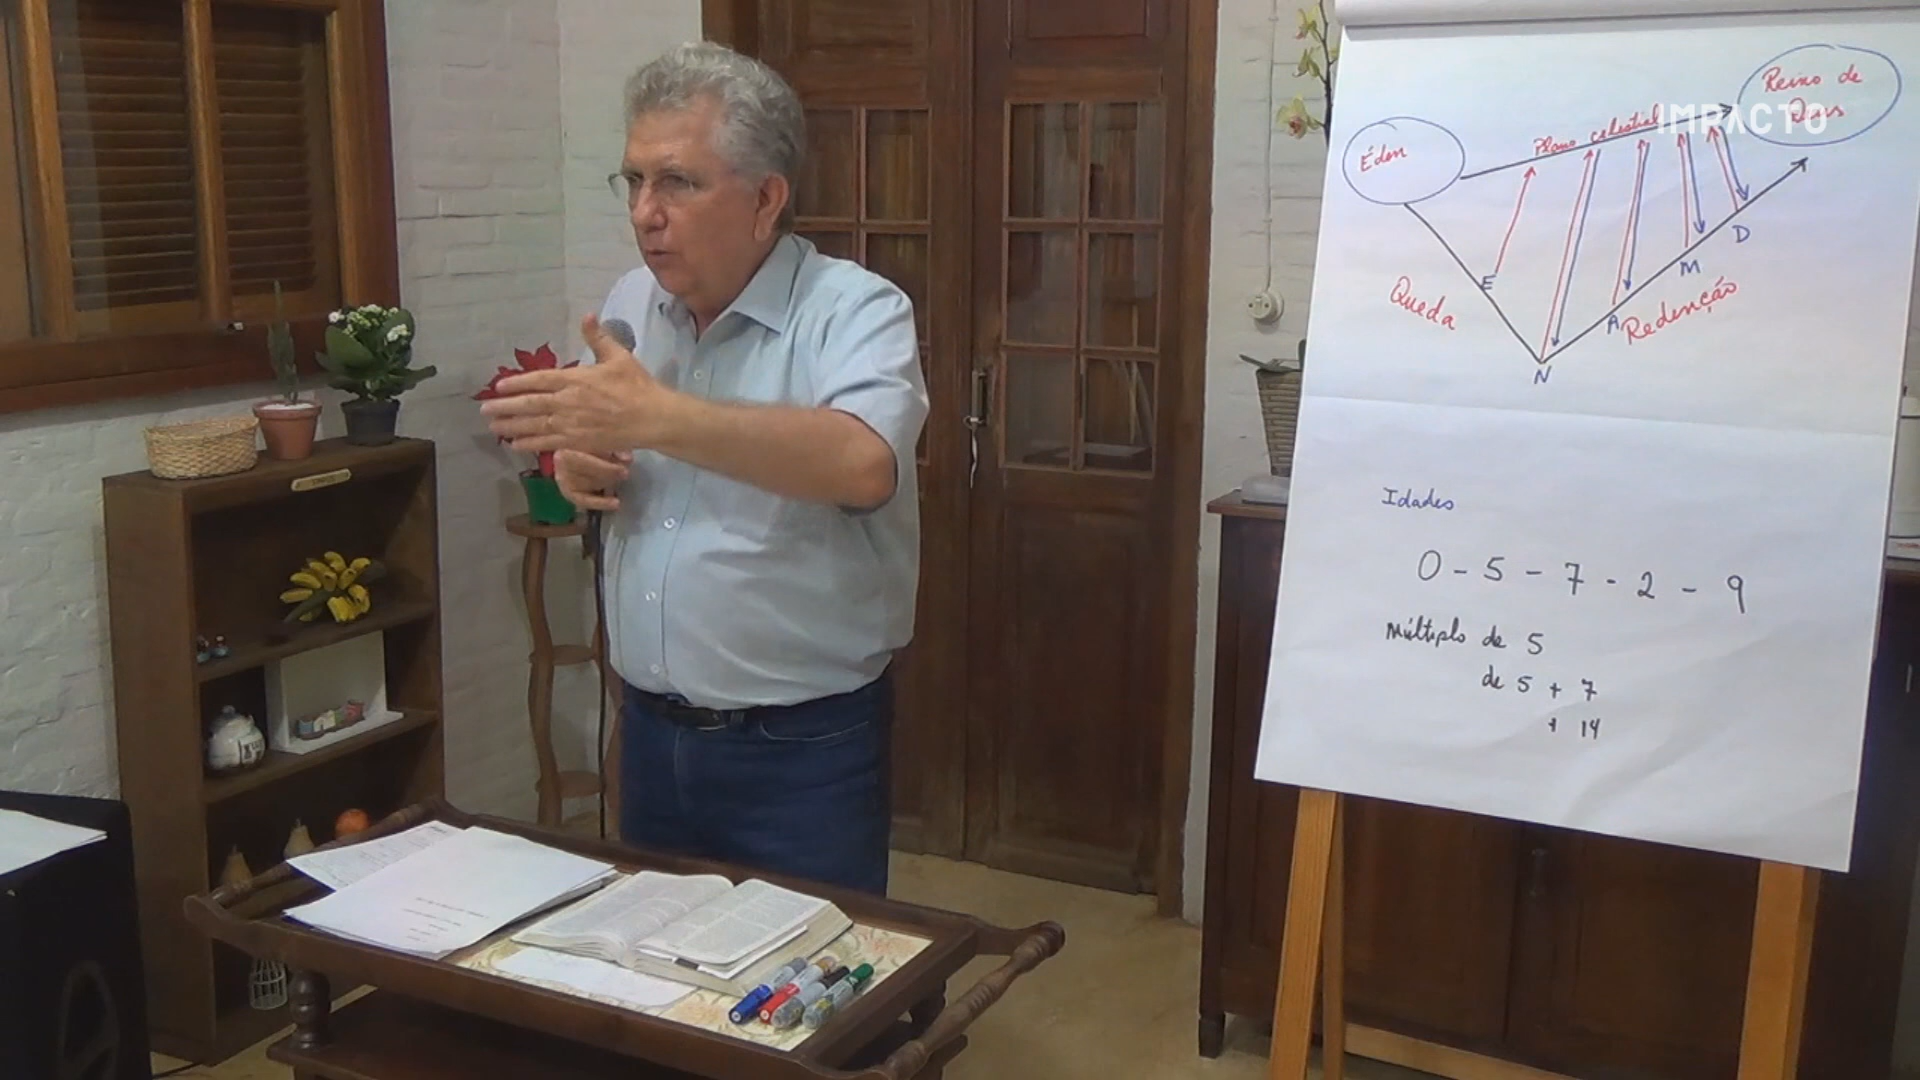 IMPACTO
Reino de
Deus
Éden
Plano celestial
E
Queda
N
A
Redenção
M
D
Idades
0 - 5 - 7 - 2 - 9
Múltiplo de 5
de 5 + 7
+ 14